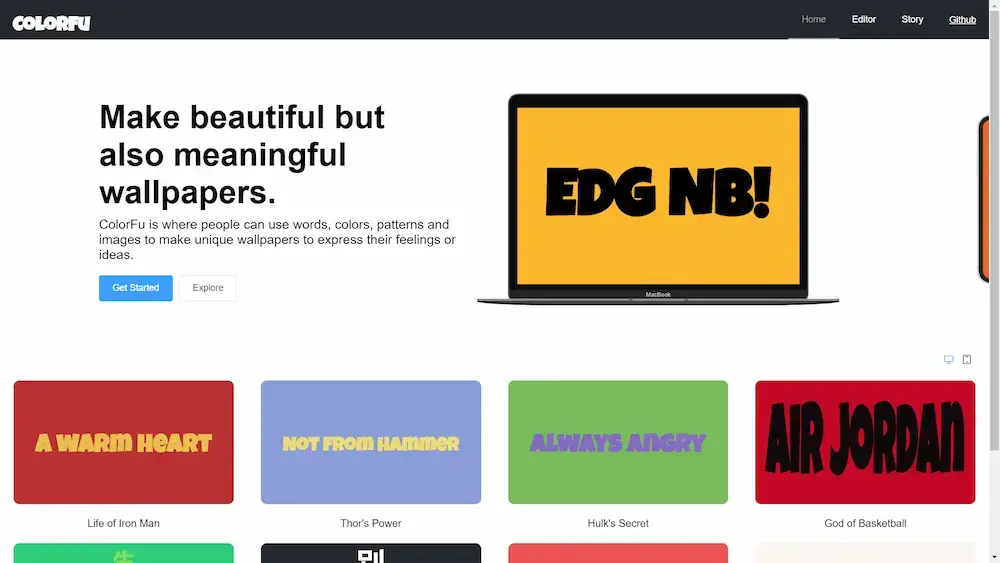 COLORFU
Home Editor Story Github
Make beautiful but
also meaningful
wallpapers.
ColorFu is where people can use words, colors, patterns and
images to make unique wallpapers to express their feelings or
ideas.
Get Started Explore
EDG NB!
MacBook
A WARM HEART
NOT FROM HAMMER
ALWAYS ANGRY
AIR JORDAN
Life of Iron Man
Thor's Power
Hulk's Secret
God of Basketball